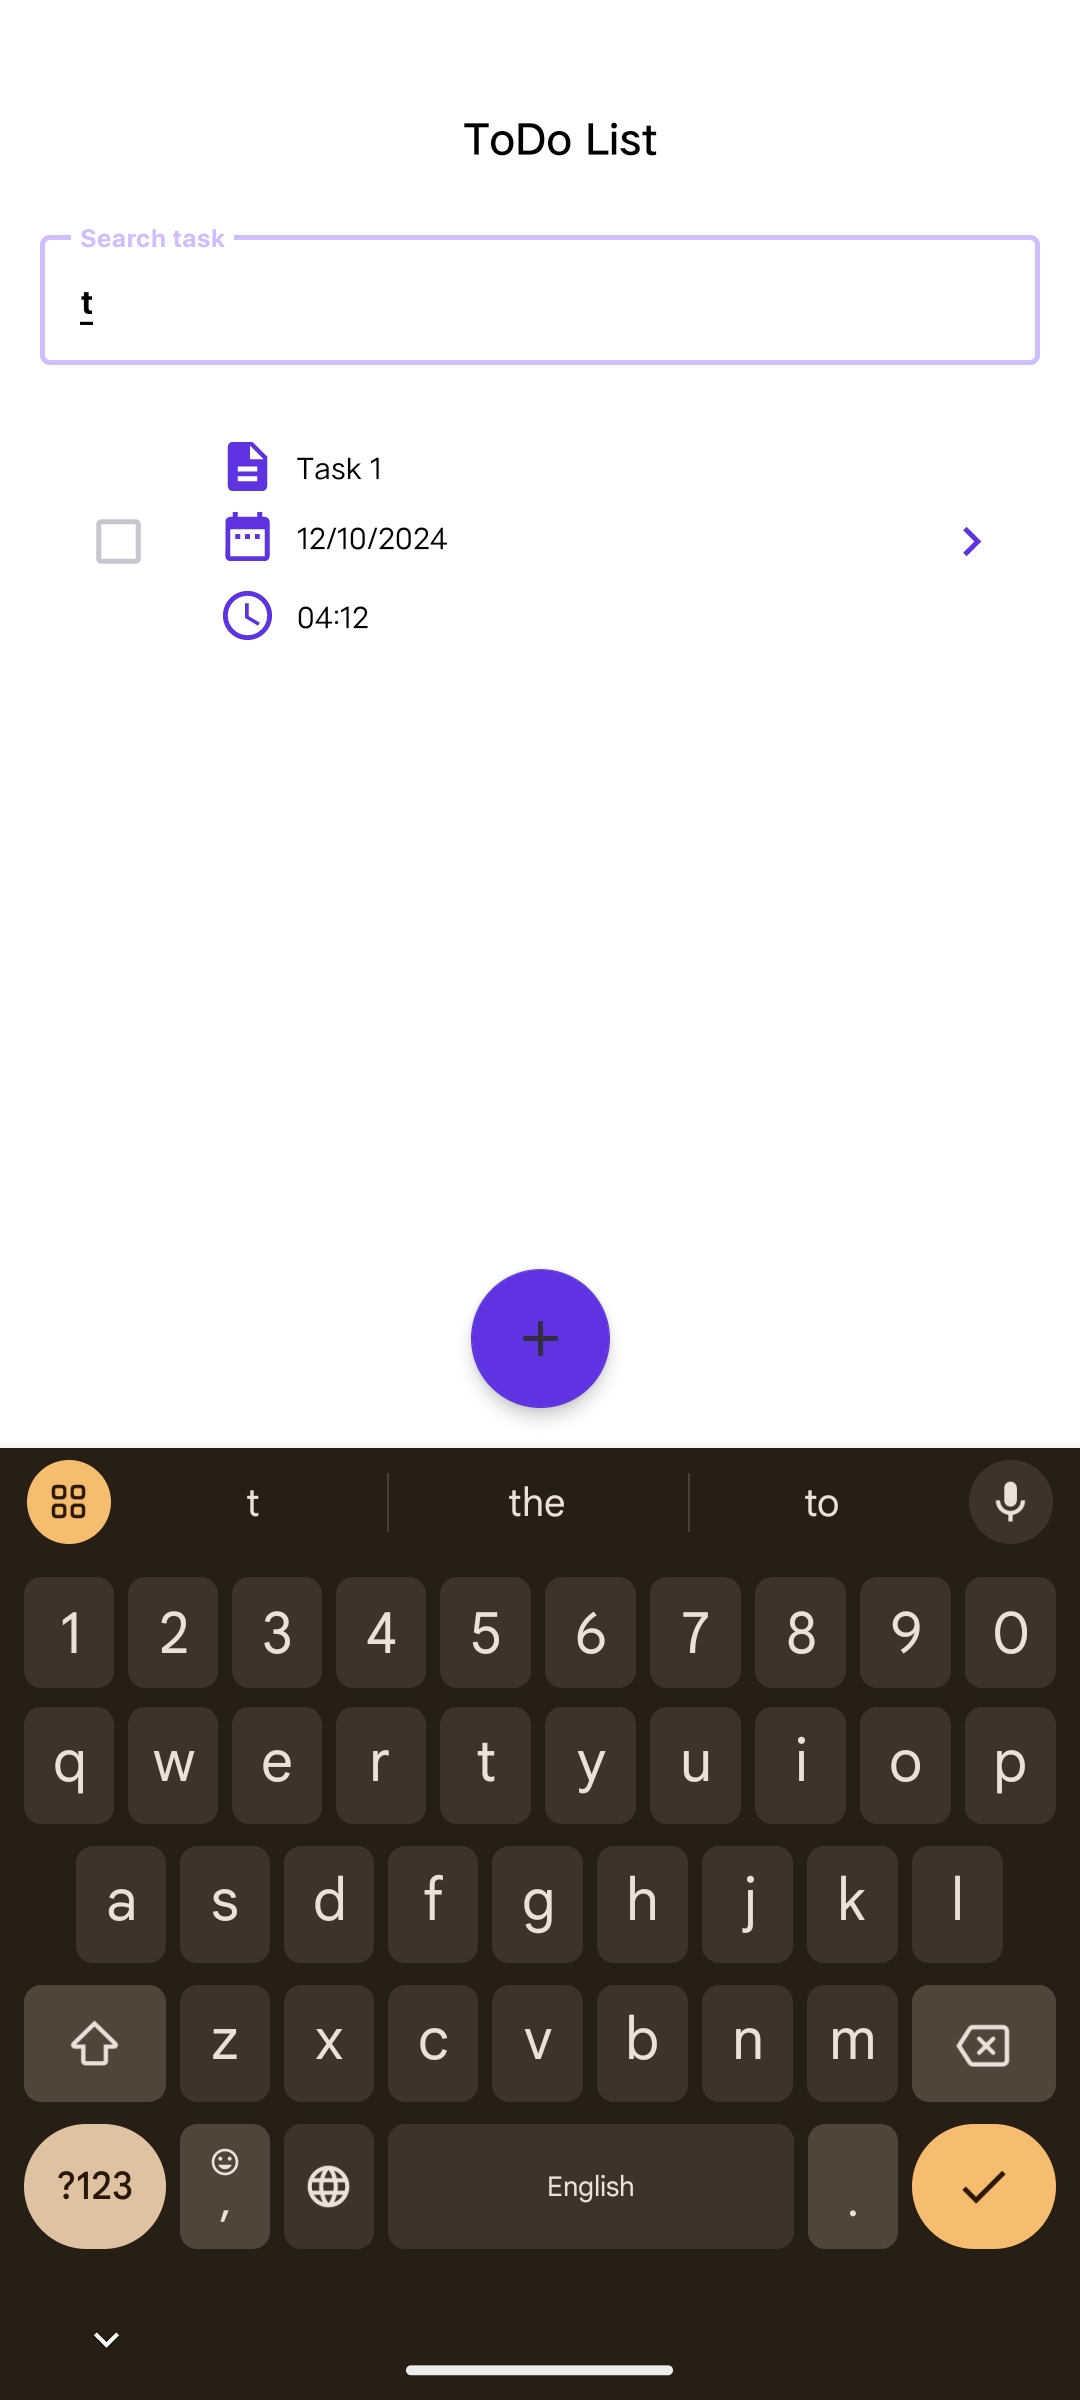 ToDo List
Search task
t
Task 1
12/10/2024
04:12
t the to
1 2 3 4 5 6 7 8 9 0
q w e r t y u i o p
a s d f g h j k l
z x c v b n m
?123 , English .